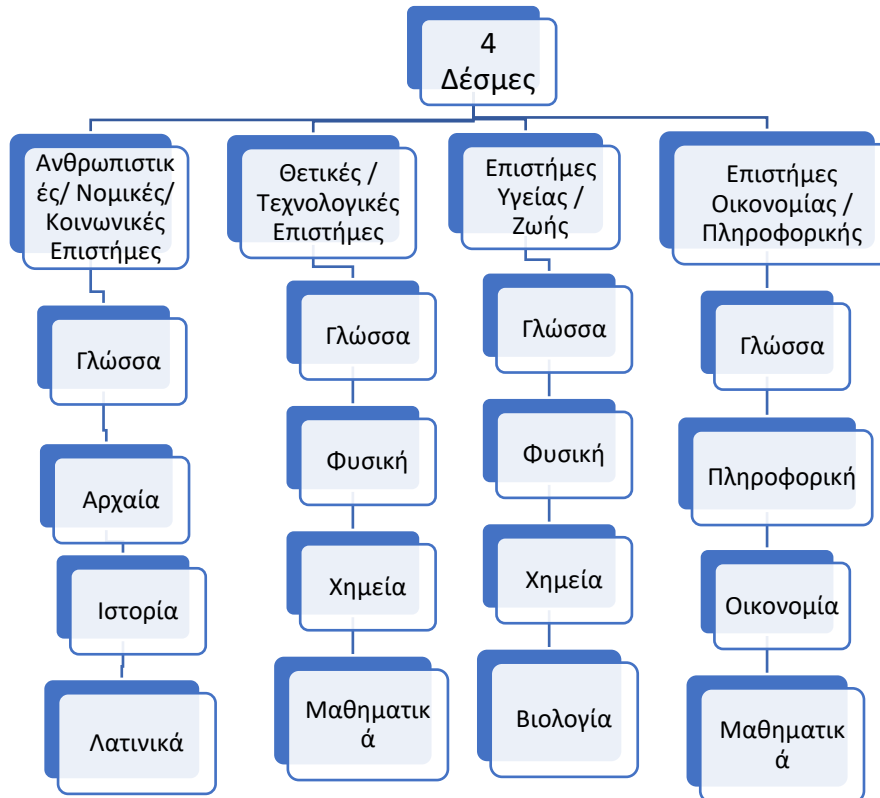 4
Δέσμες
Ανθρωπιστικ
ές/ Νομικές/
Κοινωνικές
Επιστήμες
Γλώσσα
Αρχαία
Ιστορία
Λατινικά
Θετικές /
Τεχνολογικές
Επιστήμες
Γλώσσα
Φυσική
Χημεία
Μαθηματικ
ά
Επιστήμες
Υγείας /
Ζωής
Γλώσσα
Φυσική
Χημεία
Βιολογία
Επιστήμες
Οικονομίας /
Πληροφορικής
Γλώσσα
Πληροφορική
Οικονομία
Μαθηματικ
ά